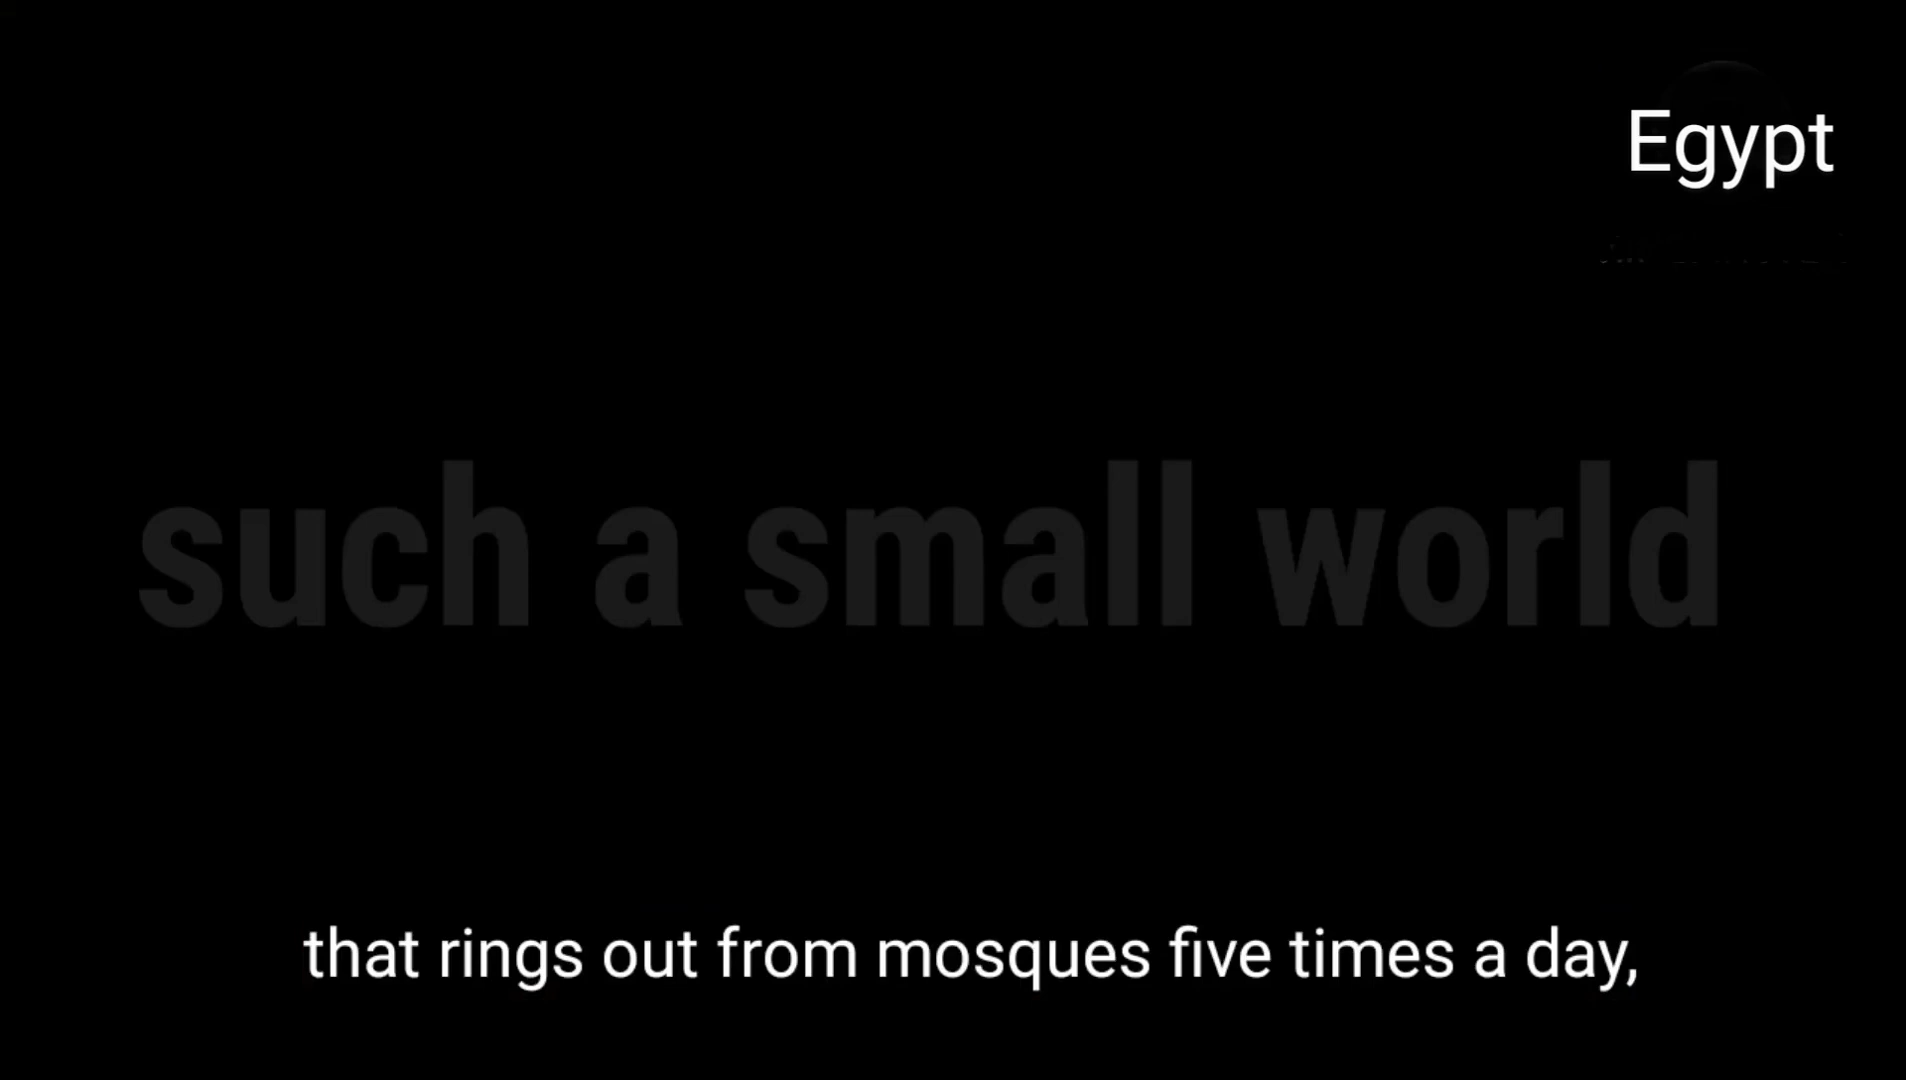 Egypt
such a small world
that rings out from mosques five times a day,